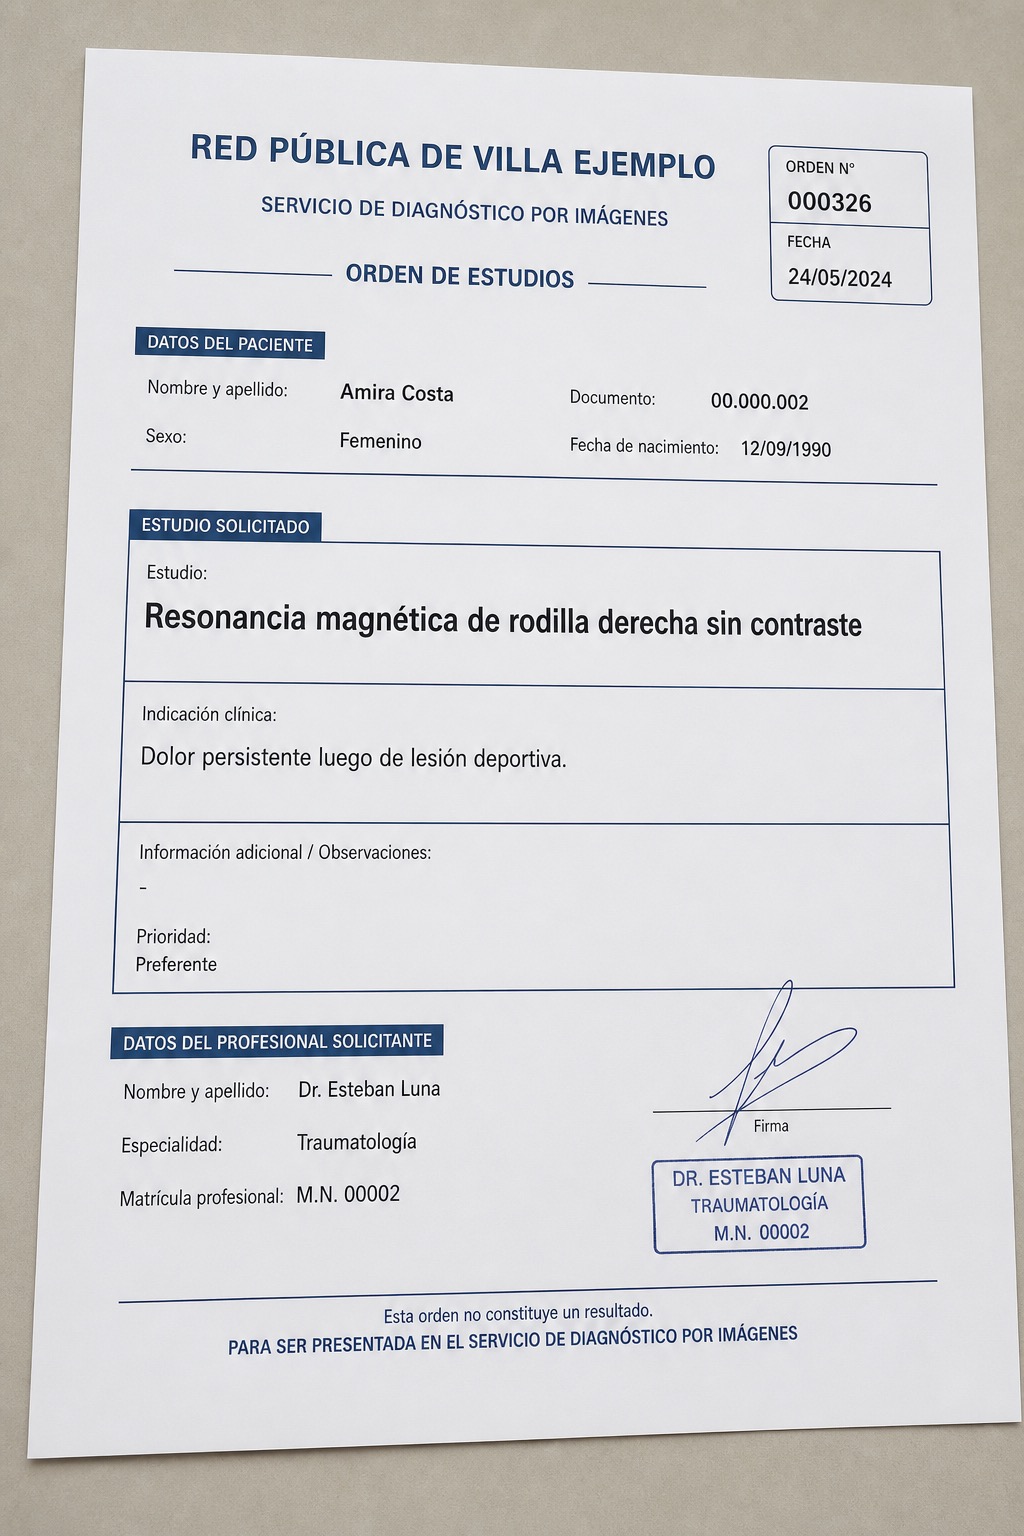 RED PÚBLICA DE VILLA EJEMPLO
SERVICIO DE DIAGNÓSTICO POR IMÁGENES
ORDEN DE ESTUDIOS
ORDEN Nº
000326
FECHA
24/05/2024
DATOS DEL PACIENTE
Nombre y apellido: Amira Costa Documento: 00.000.002
Sexo: Femenino Fecha de nacimiento: 12/09/1990
ESTUDIO SOLICITADO
Estudio:
Resonancia magnética de rodilla derecha sin contraste
Indicación clínica:
Dolor persistente luego de lesión deportiva.
Información adicional / Observaciones:
-
Prioridad:
Preferente
DATOS DEL PROFESIONAL SOLICITANTE
Nombre y apellido: Dr. Esteban Luna
Especialidad: Traumatología
Matrícula profesional: M.N. 00002
Firma
DR. ESTEBAN LUNA
TRAUMATOLOGÍA
M.N. 00002
Esta orden no constituye un resultado.
PARA SER PRESENTADA EN EL SERVICIO DE DIAGNÓSTICO POR IMÁGENES